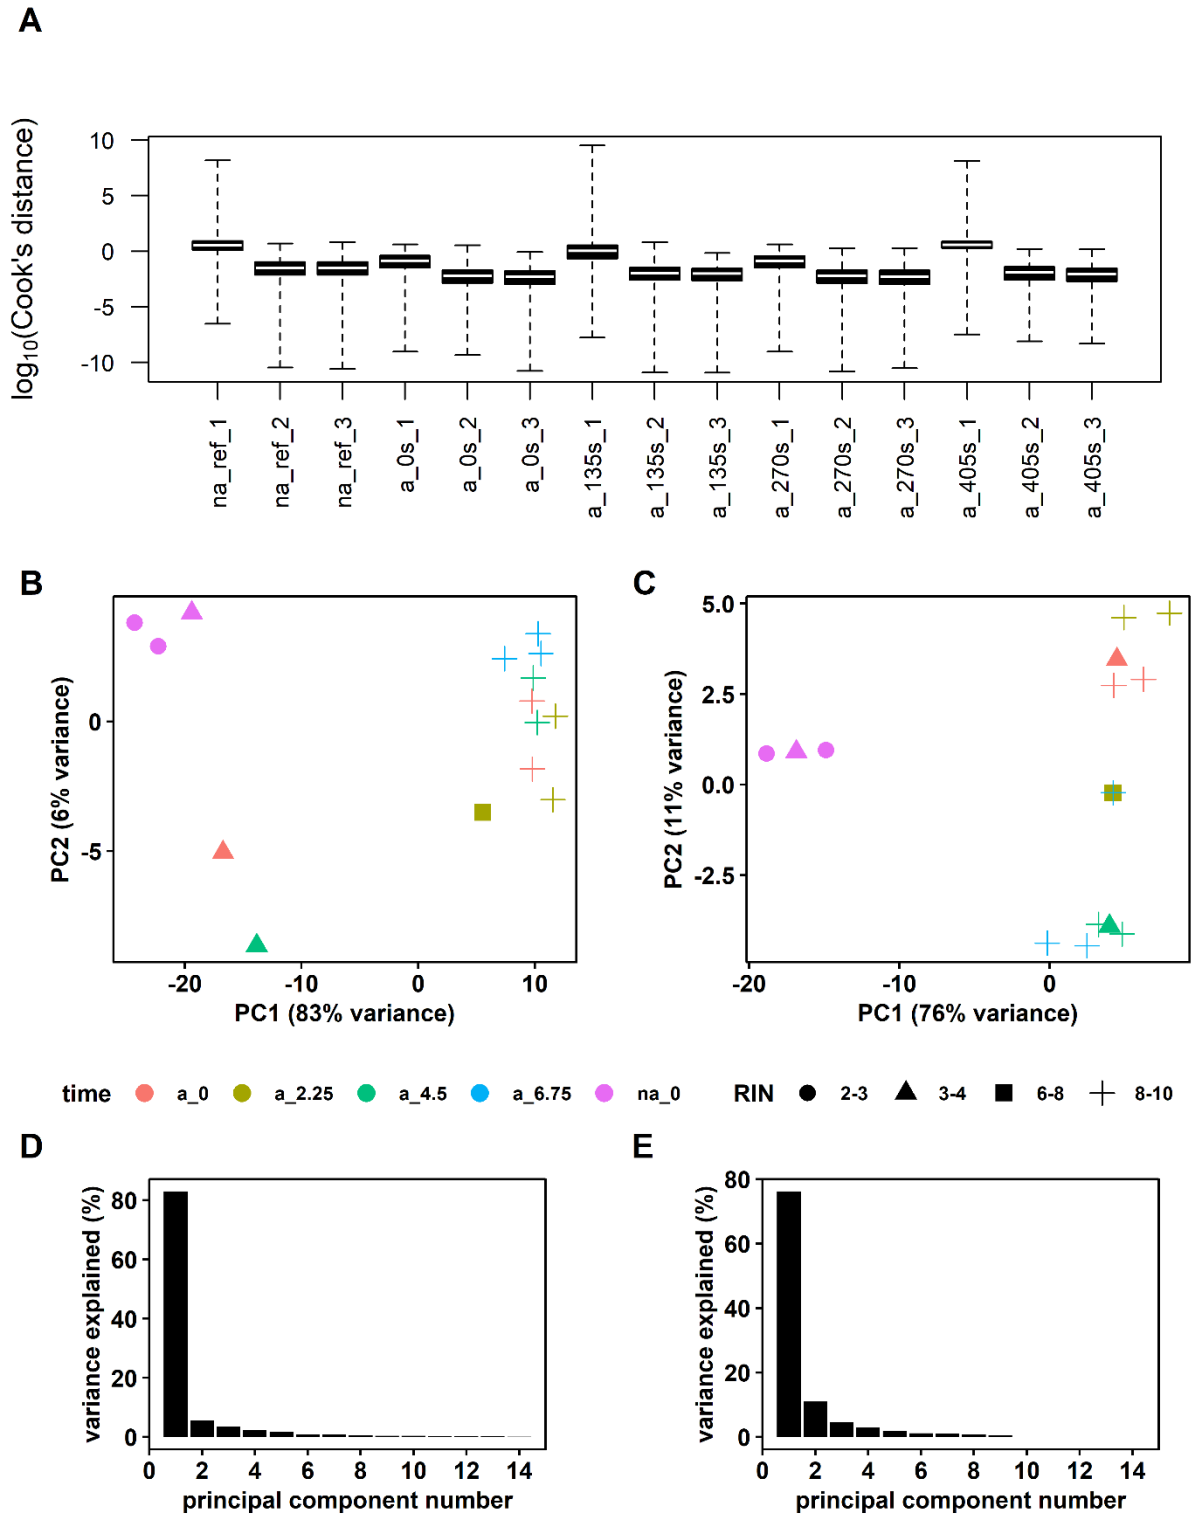 A
log₁₀(Cook's distance)
10
5
0
-5
-10
na_ref_1
na_ref_2
na_ref_3
a_0s_1
a_0s_2
a_0s_3
a_135s_1
a_135s_2
a_135s_3
a_270s_1
a_270s_2
a_270s_3
a_405s_1
a_405s_2
a_405s_3
B
PC2 (6% variance)
0
-5
-20 -10 0 10
PC1 (83% variance)
C
PC2 (11% variance)
5.0
2.5
0.0
-2.5
-20 -10 0
PC1 (76% variance)
time a_0 a_2.25 a_4.5 a_6.75 na_0 RIN 2-3 3-4 6-8 8-10
D
variance explained (%)
80
60
40
20
0
0 2 4 6 8 10 12 14
principal component number
E
variance explained (%)
80
60
40
20
0
0 2 4 6 8 10 12 14
principal component number